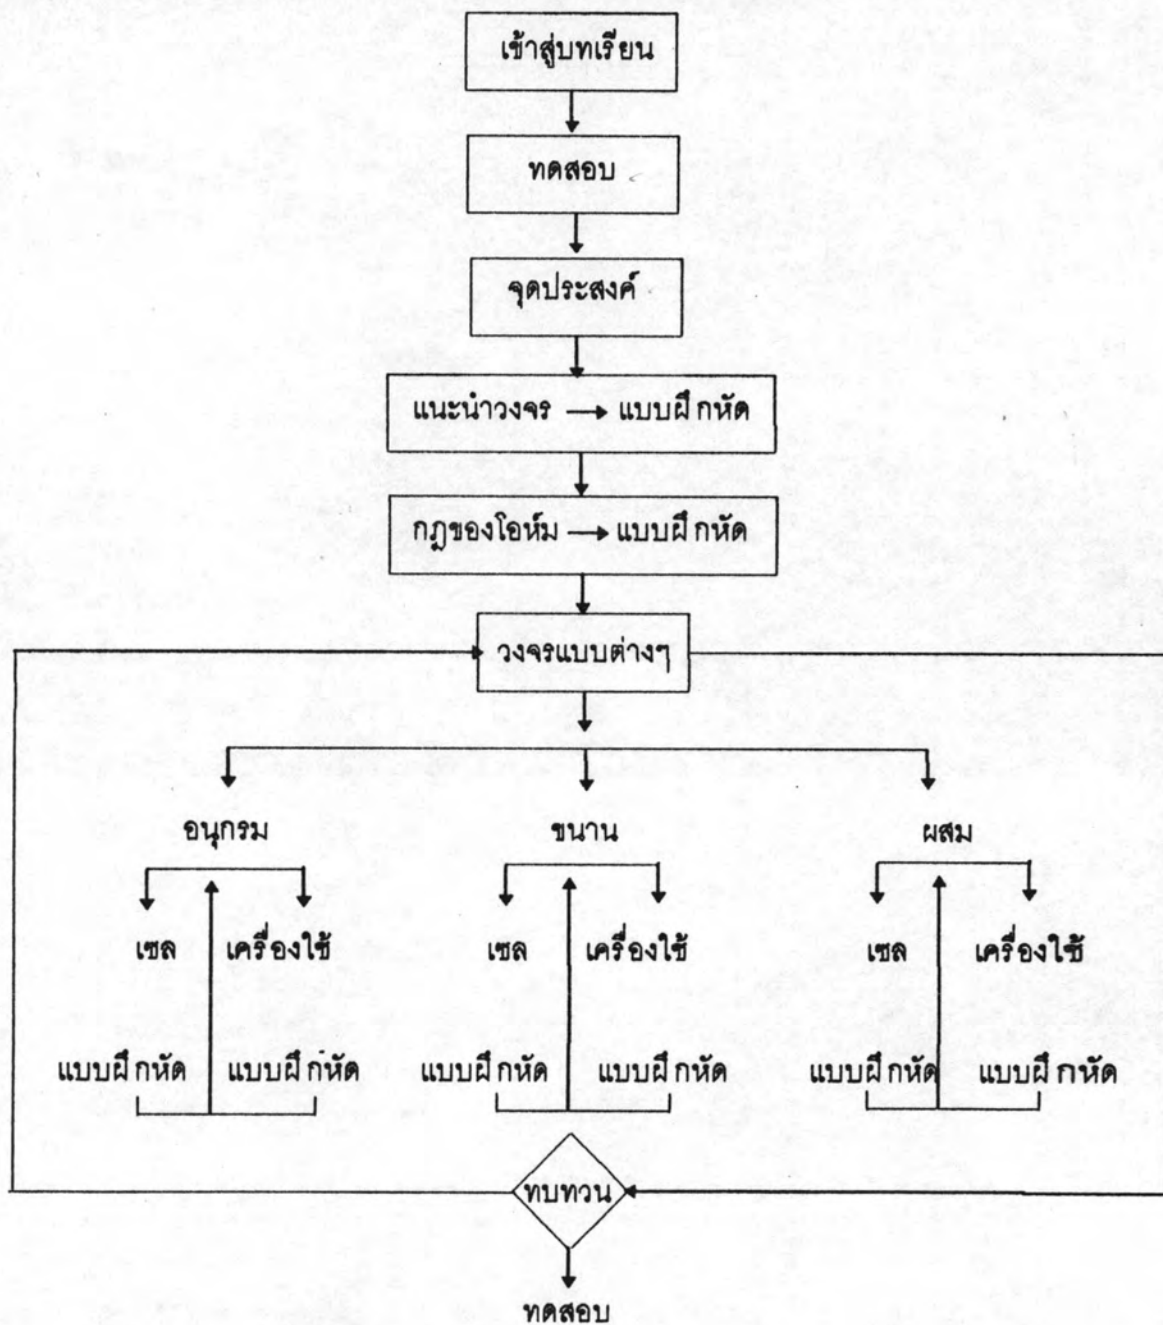 เข้าสู่บทเรียน
ทดสอบ
จุดประสงค์
แนะนำวงจร → แบบฝึกหัด
กฎของโอห์ม → แบบฝึกหัด
วงจรแบบต่างๆ
อนุกรม ขนาน ผสม
เซล เครื่องใช้ เซล เครื่องใช้ เซล เครื่องใช้
แบบฝึกหัด แบบฝึกหัด แบบฝึกหัด แบบฝึกหัด แบบฝึกหัด แบบฝึกหัด
ทบทวน
ทดสอบ